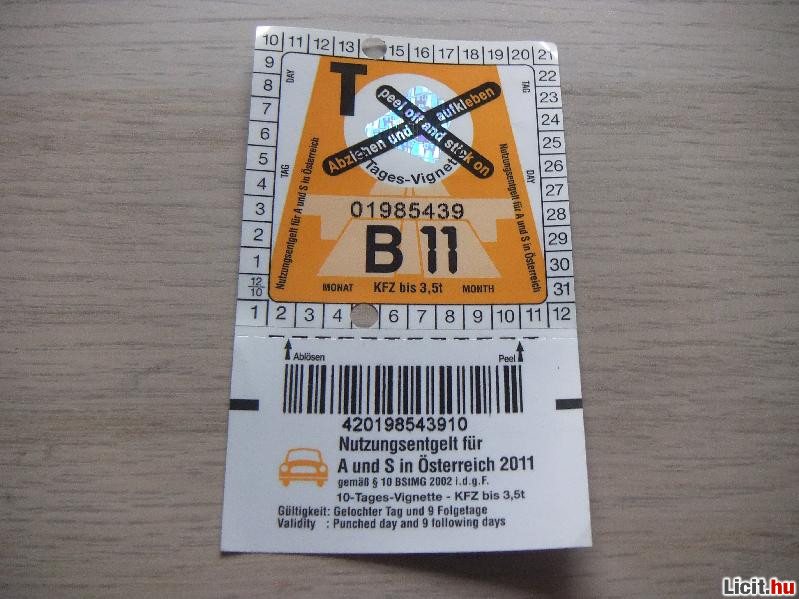 10 11 12 13 15 16 17 18 19 20 21
9 22
8 23
7 24
6 25
5 26
4 27
3 28
2 29
1 30
12/10 31
DAY
TAG
TAG
DAY
T
peel off and stick on
Abziehen und aufkleben
Tages-Vignette
Nutzungsentgelt für A und S in Österreich
Nutzungsentgelt für A und S in Österreich
01985439
B 11
MONAT KFZ bis 3,5t MONTH
1 2 3 4 6 7 8 9 10 11 12
Ablösen Peel
420198543910
Nutzungsentgelt für
A und S in Österreich 2011
gemäß § 10 BStMG 2002 i.d.g.F.
10-Tages-Vignette - KFZ bis 3,5t
Gültigkeit: Gelochter Tag und 9 Folgetage
Validity : Punched day and 9 following days
Licit.hu